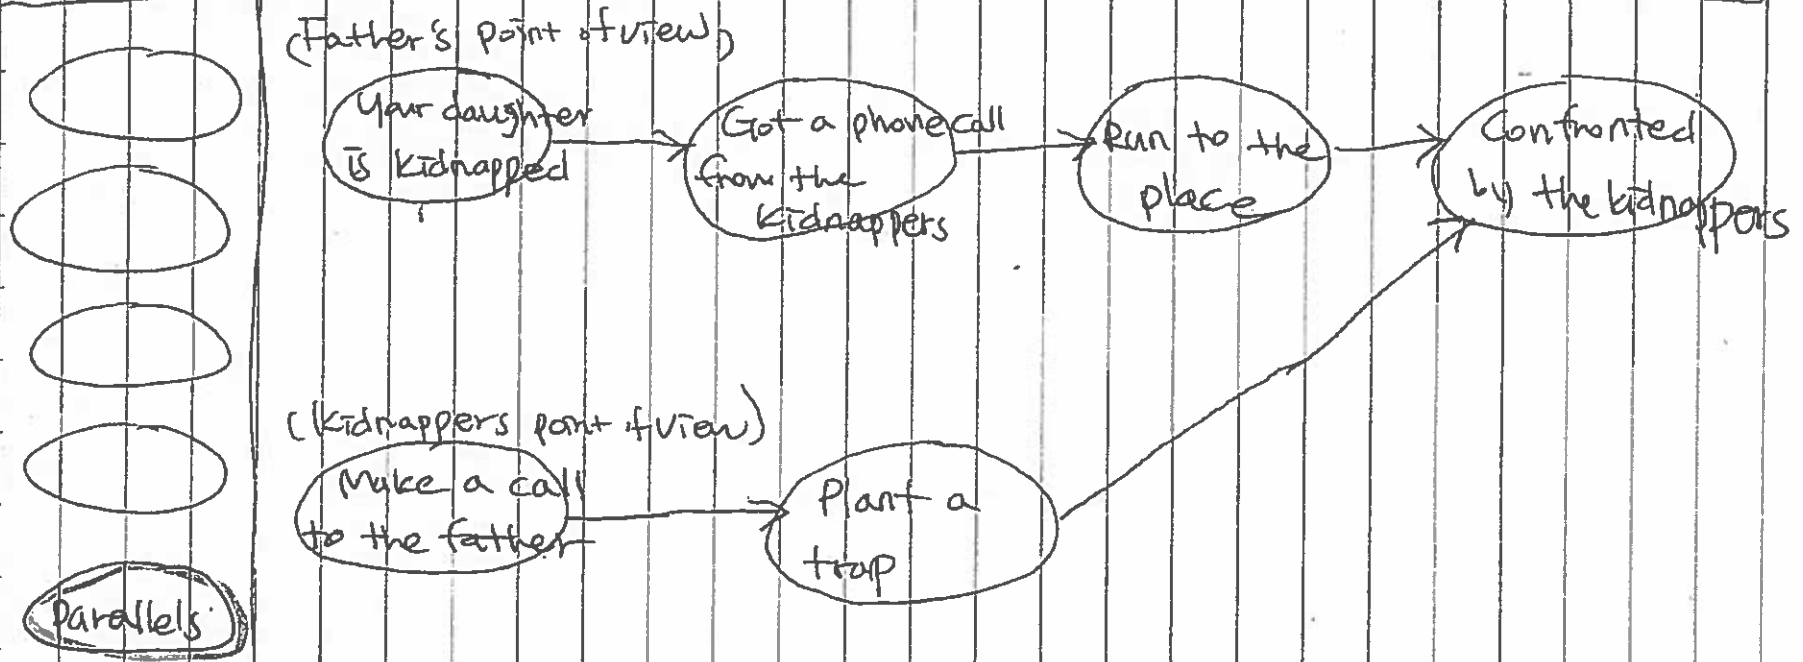 (Father's point of view)
Your daughter
is kidnapped
Got a phone call
from the
kidnappers
Run to the
place
Confronted
by the kidnappers
(kidnappers point of view)
Make a call
to the father
Plant a
trap
Parallels